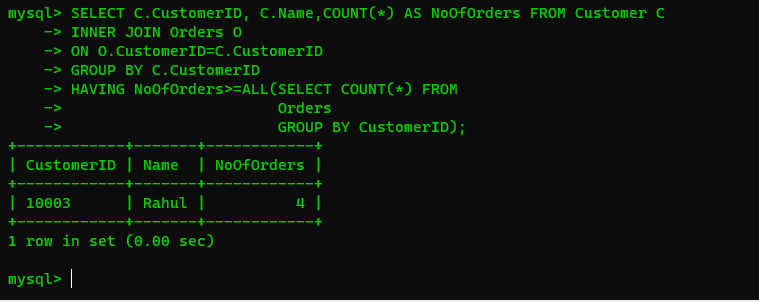 mysql> SELECT C.CustomerID, C.Name,COUNT(*) AS NoOfOrders FROM Customer C
    -> INNER JOIN Orders O
    -> ON O.CustomerID=C.CustomerID
    -> GROUP BY C.CustomerID
    -> HAVING NoOfOrders>=ALL(SELECT COUNT(*) FROM
    ->                        Orders
    ->                        GROUP BY CustomerID);
+------------+-------+------------+
| CustomerID | Name  | NoOfOrders |
+------------+-------+------------+
| 10003      | Rahul |          4 |
+------------+-------+------------+
1 row in set (0.00 sec)

mysql>